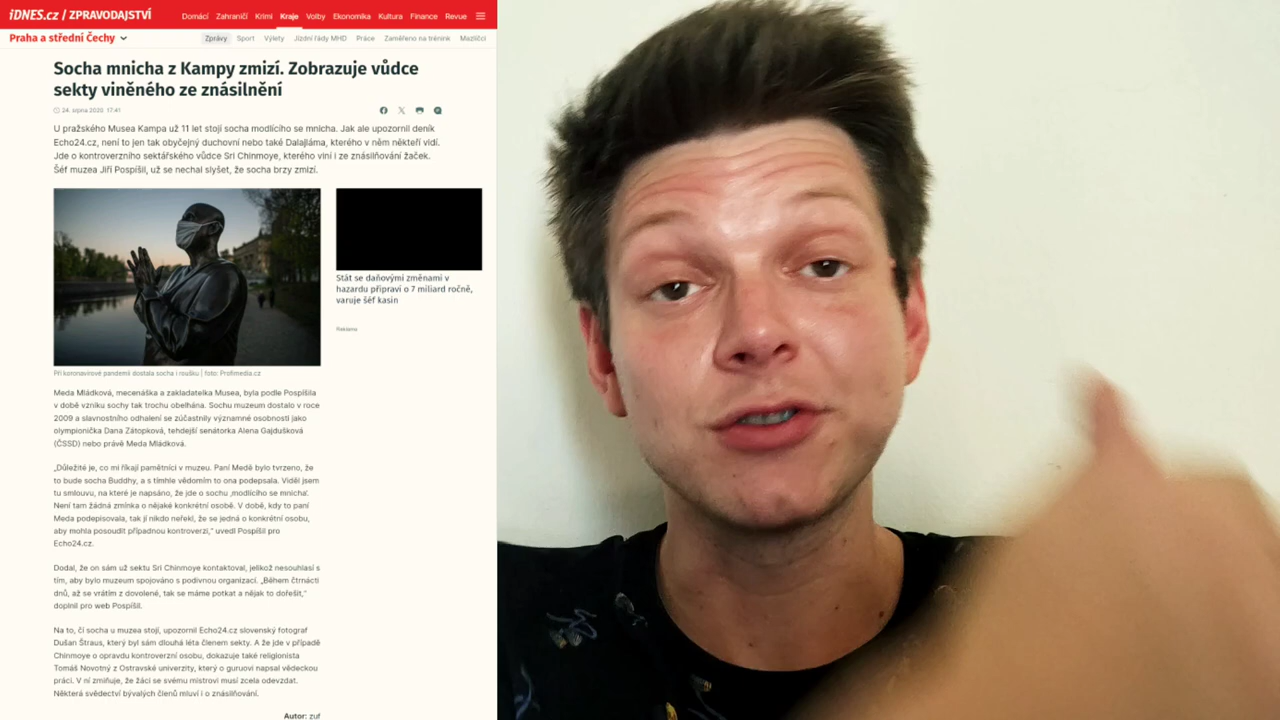 iDNES.cz / ZPRAVODAJSTVÍ
Domácí Zahraničí Krimi Kraje Volby Ekonomika Kultura Finance Revue
Praha a střední Čechy
Zprávy Sport Výlety Jízdní řády MHD Práce Zaměřeno na trénink Mazlíčci
Socha mnicha z Kampy zmizí. Zobrazuje vůdce
sekty viněného ze znásilnění
24. srpna 2020 17:41
U pražského Musea Kampa už 11 let stojí socha modlícího se mnicha. Jak ale upozornil deník
Echo24.cz, není to jen tak obyčejný duchovní nebo také Dalajláma, kterého v něm někteří vidí.
Jde o kontroverzního sektářského vůdce Sri Chinmoye, kterého viní i ze znásilňování žaček.
Šéf muzea Jiří Pospíšil, už se nechal slyšet, že socha brzy zmizí.
Stát se daňovými změnami v
hazardu připraví o 7 miliard ročně,
varuje šéf kasin
Reklama
Při koronavirové pandemii dostala socha i roušku | foto: Profimedia.cz
Meda Mládková, mecenáška a zakladatelka Musea, byla podle Pospíšila
v době vzniku sochy tak trochu obelhána. Sochu muzeum dostalo v roce
2009 a slavnostního odhalení se zúčastnily významné osobnosti jako
olympionička Dana Zátopková, tehdejší senátorka Alena Gajdušková
(ČSSD) nebo právě Meda Mládková.
„Důležité je, co mi říkají pamětníci v muzeu. Paní Medě bylo tvrzeno, že
to bude socha Buddhy, a s tímhle vědomím to ona podepsala. Viděl jsem
tu smlouvu, na které je napsáno, že jde o sochu ‚modlícího se mnicha‘.
Není tam žádná zmínka o nějaké konkrétní osobě. V době, kdy to paní
Meda podepisovala, tak jí nikdo neřekl, že se jedná o konkrétní osobu,
aby mohla posoudit případnou kontroverzi,“ uvedl Pospíšil pro
Echo24.cz.
Dodal, že on sám už sektu Sri Chinmoye kontaktoval, jelikož nesouhlasí s
tím, aby bylo muzeum spojováno s podivnou organizací. „Během čtrnácti
dnů, až se vrátím z dovolené, tak se máme potkat a nějak to dořešit,“
doplnil pro web Pospíšil.
Na to, čí socha u muzea stojí, upozornil Echo24.cz slovenský fotograf
Dušan Štraus, který byl sám dlouhá léta členem sekty. A že jde v případě
Chinmoye o opravdu kontroverzní osobu, dokazuje také religionista
Tomáš Novotný z Ostravské univerzity, který o guruovi napsal vědeckou
práci. V ní zmiňuje, že žáci se svému mistrovi musí zcela odevzdat.
Některá svědectví bývalých členů mluví i o znásilňování.
Autor: zuf